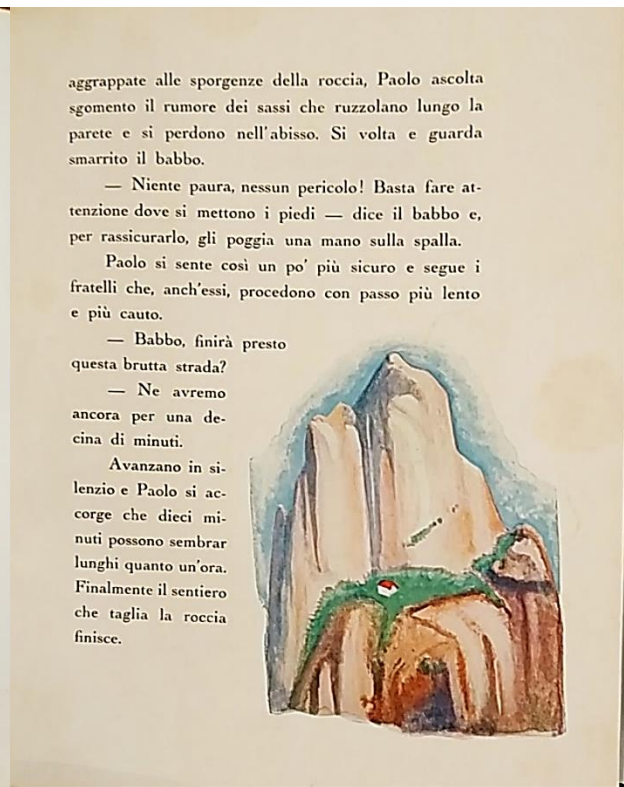 aggrappate alle sporgenze della roccia, Paolo ascolta
sgomento il rumore dei sassi che ruzzolano lungo la
parete e si perdono nell'abisso. Si volta e guarda
smarrito il babbo.
— Niente paura, nessun pericolo! Basta fare at-
tenzione dove si mettono i piedi — dice il babbo e,
per rassicurarlo, gli poggia una mano sulla spalla.
Paolo si sente così un po' più sicuro e segue i
fratelli che, anch'essi, procedono con passo più lento
e più cauto.
— Babbo, finirà presto
questa brutta strada?
— Ne avremo
ancora per una de-
cina di minuti.
Avanzano in si-
lenzio e Paolo si ac-
corge che dieci mi-
nuti possono sembrar
lunghi quanto un'ora.
Finalmente il sentiero
che taglia la roccia
finisce.